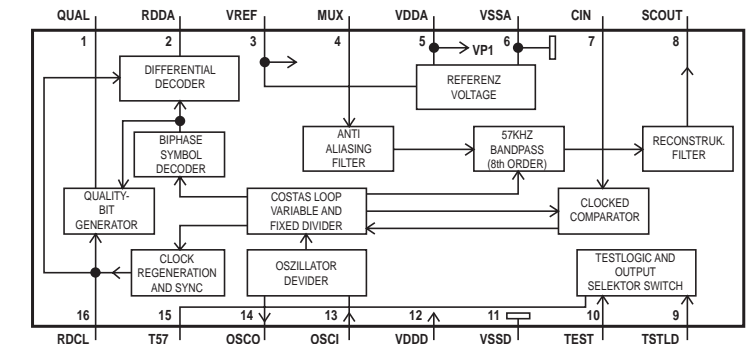 QUAL RDDA VREF MUX VDDA VSSA CIN SCOUT
1 2 3 4 5 6 7 8
VP1
DIFFERENTIAL
DECODER
REFERENZ
VOLTAGE
BIPHASE
SYMBOL
DECODER
ANTI
ALIASING
FILTER
57KHZ
BANDPASS
(8th ORDER)
RECONSTRUK.
FILTER
QUALITY-
BIT
GENERATOR
COSTAS LOOP
VARIABLE AND
FIXED DIVIDER
CLOCKED
COMPARATOR
CLOCK
REGENERATION
AND SYNC
OSZILLATOR
DEVIDER
TESTLOGIC AND
OUTPUT
SELEKTOR SWITCH
16 15 14 13 12 11 10 9
RDCL T57 OSCO OSCI VDDD VSSD TEST TSTLD